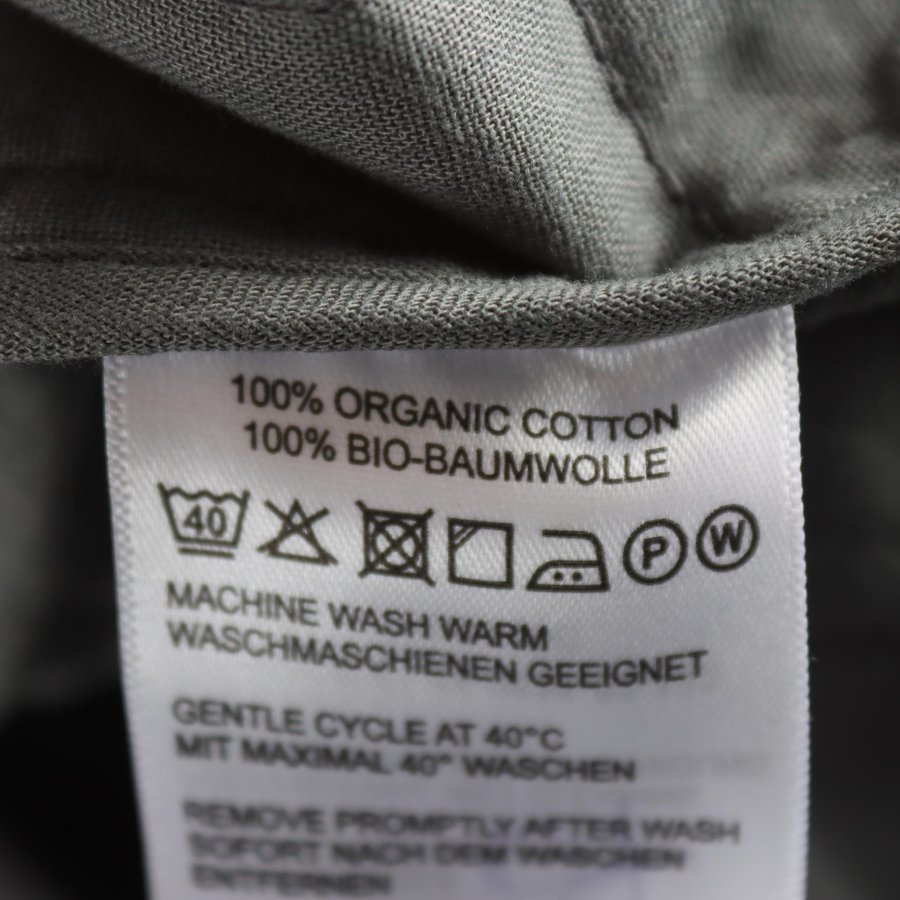 100% ORGANIC COTTON
100% BIO-BAUMWOLLE
40 P W
MACHINE WASH WARM
WASCHMASCHIENEN GEEIGNET
GENTLE CYCLE AT 40°C
MIT MAXIMAL 40° WASCHEN
REMOVE PROMPTLY AFTER WASH
SOFORT NACH DEM WASCHEN
ENTFERNEN